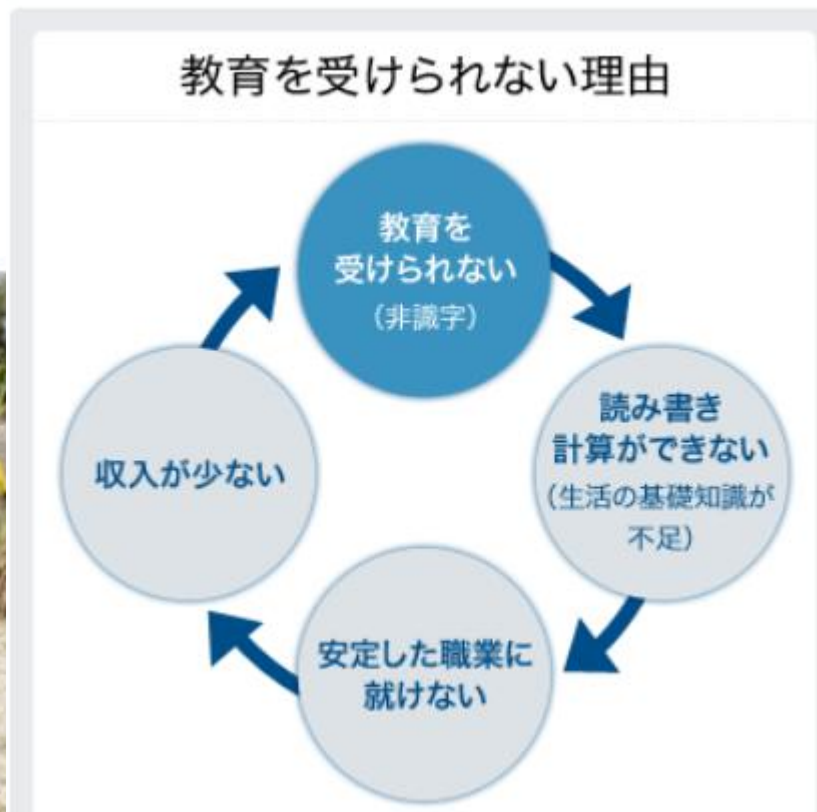 教育を受けられない理由
教育を
受けられない
（非識字）
読み書き
計算ができない
（生活の基礎知識が
不足）
安定した職業に
就けない
収入が少ない